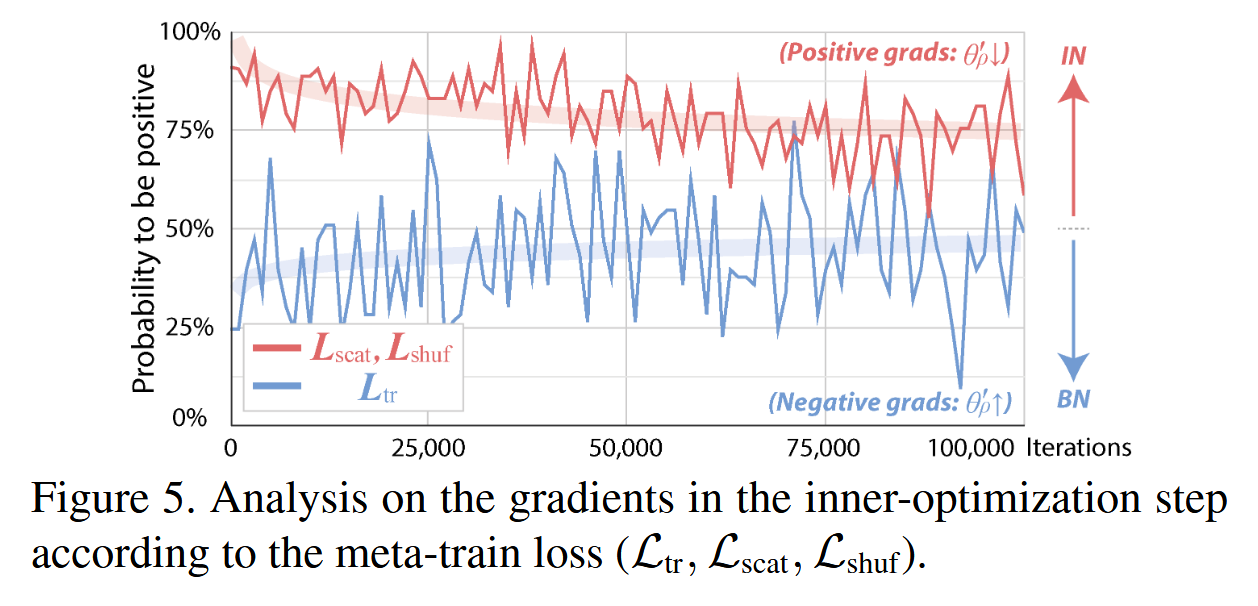 100%
(Positive grads: θ′ρ↓)
IN
75%
Probability to be positive
50%
25%
Lscat, Lshuf
Ltr
(Negative grads: θ′ρ↑)
BN
0%
0 25,000 50,000 75,000 100,000 Iterations
Figure 5. Analysis on the gradients in the inner-optimization step
according to the meta-train loss (ℒtr, ℒscat, ℒshuf).